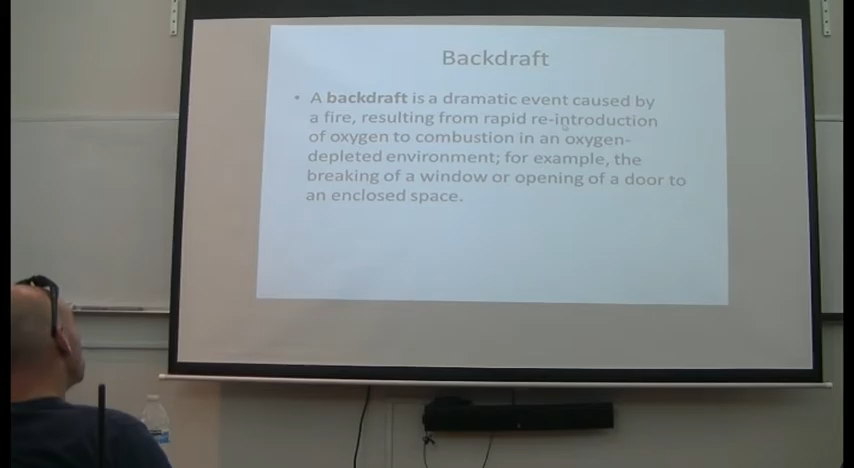 Backdraft
• A backdraft is a dramatic event caused by
a fire, resulting from rapid re-introduction
of oxygen to combustion in an oxygen-
depleted environment; for example, the
breaking of a window or opening of a door to
an enclosed space.